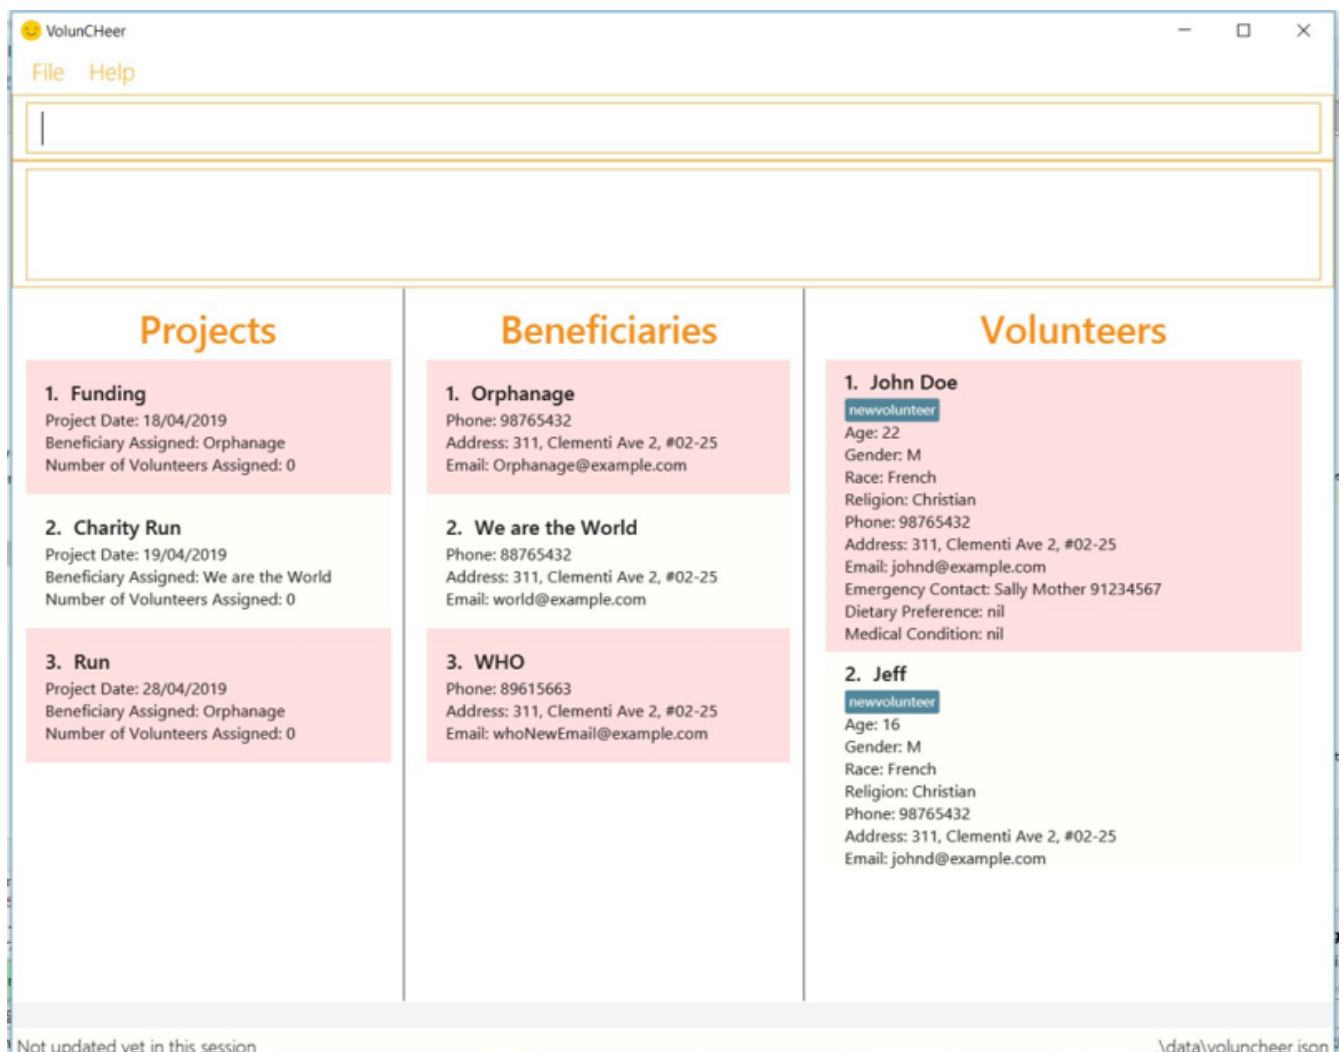 VolunCHeer
File Help
Projects
1. Funding
Project Date: 18/04/2019
Beneficiary Assigned: Orphanage
Number of Volunteers Assigned: 0
2. Charity Run
Project Date: 19/04/2019
Beneficiary Assigned: We are the World
Number of Volunteers Assigned: 0
3. Run
Project Date: 28/04/2019
Beneficiary Assigned: Orphanage
Number of Volunteers Assigned: 0
Beneficiaries
1. Orphanage
Phone: 98765432
Address: 311, Clementi Ave 2, #02-25
Email: Orphanage@example.com
2. We are the World
Phone: 88765432
Address: 311, Clementi Ave 2, #02-25
Email: world@example.com
3. WHO
Phone: 89615663
Address: 311, Clementi Ave 2, #02-25
Email: whoNewEmail@example.com
Volunteers
1. John Doe
newvolunteer
Age: 22
Gender: M
Race: French
Religion: Christian
Phone: 98765432
Address: 311, Clementi Ave 2, #02-25
Email: johnd@example.com
Emergency Contact: Sally Mother 91234567
Dietary Preference: nil
Medical Condition: nil
2. Jeff
newvolunteer
Age: 16
Gender: M
Race: French
Religion: Christian
Phone: 98765432
Address: 311, Clementi Ave 2, #02-25
Email: johnd@example.com
Not updated yet in this session
.\data\voluncheer.json